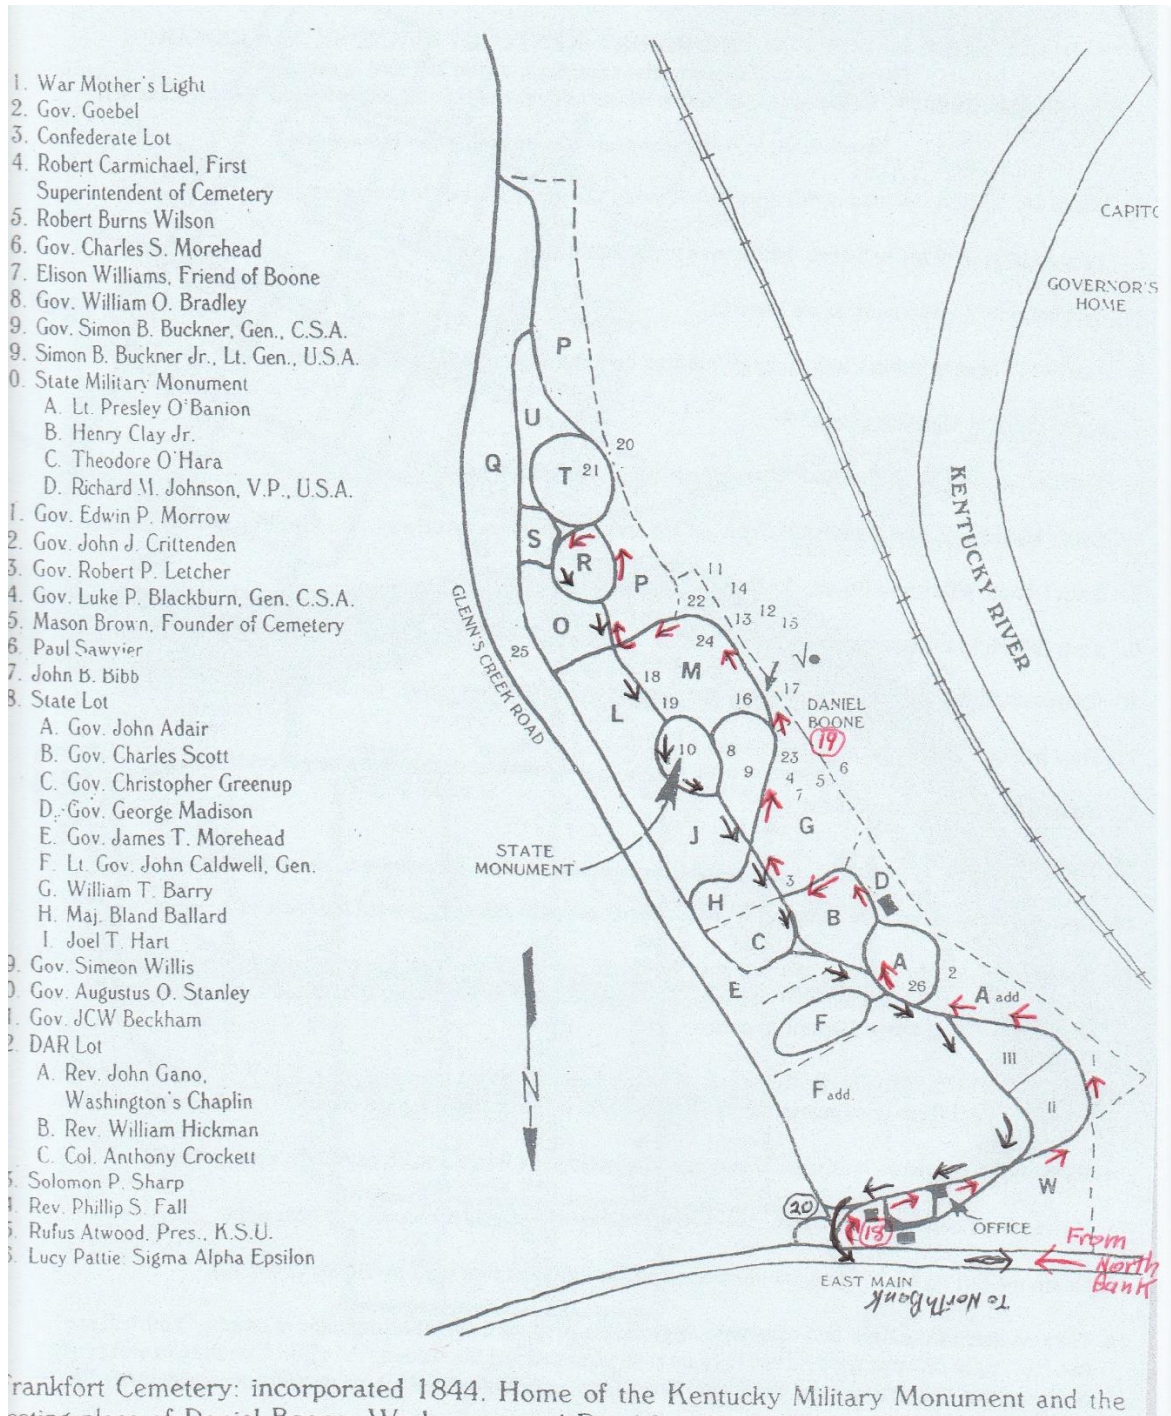 1. War Mother's Light
2. Gov. Goebel
3. Confederate Lot
4. Robert Carmichael, First
Superintendent of Cemetery
5. Robert Burns Wilson
6. Gov. Charles S. Morehead
7. Elison Williams, Friend of Boone
8. Gov. William O. Bradley
9. Gov. Simon B. Buckner, Gen., C.S.A.
9. Simon B. Buckner Jr., Lt. Gen., U.S.A.
0. State Military Monument
A. Lt. Presley O'Banion
B. Henry Clay Jr.
C. Theodore O'Hara
D. Richard M. Johnson, V.P., U.S.A.
1. Gov. Edwin P. Morrow
2. Gov. John J. Crittenden
3. Gov. Robert P. Letcher
4. Gov. Luke P. Blackburn, Gen. C.S.A.
5. Mason Brown, Founder of Cemetery
6. Paul Sawvier
7. John B. Bibb
8. State Lot
A. Gov. John Adair
B. Gov. Charles Scott
C. Gov. Christopher Greenup
D. Gov. George Madison
E. Gov. James T. Morehead
F. Lt. Gov. John Caldwell, Gen.
G. William T. Barry
H. Maj. Bland Ballard
I. Joel T. Hart
9. Gov. Simeon Willis
0. Gov. Augustus O. Stanley
1. Gov. JCW Beckham
2. DAR Lot
A. Rev. John Gano,
Washington's Chaplin
B. Rev. William Hickman
C. Col. Anthony Crockett
3. Solomon P. Sharp
4. Rev. Phillip S. Fall
5. Rufus Atwood, Pres., K.S.U.
6. Lucy Pattie: Sigma Alpha Epsilon
CAPITO
GOVERNOR'S
HOME
KENTUCKY RIVER
P
U
20
T 21
Q
S
R
P
11
14
22
12
13
15
O
24
25
M
18
GLENN'S CREEK ROAD
17
16
19
L
DANIEL
BOONE
19
10
8
23
6
9
4
5
7
G
J
STATE
MONUMENT
3
D
H
B
C
A
2
26
E
A add
F
III
N
F add.
II
W
20
18
OFFICE
From
North
Bank
EAST MAIN
To North Bank
Frankfort Cemetery: incorporated 1844. Home of the Kentucky Military Monument and the